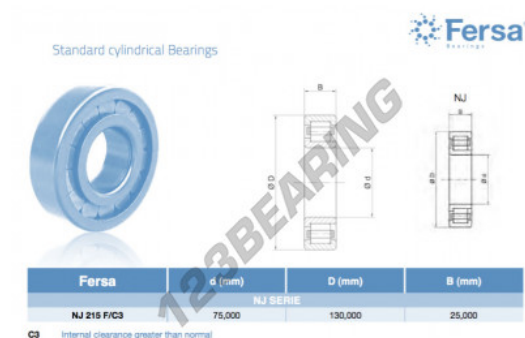 Fersa
Bearings
Standard cylindrical Bearings
B
NJ
B
Ø D
Ø d
Ø D
Ø d
123BEARING
Fersa d (mm) D (mm) B (mm)
NJ SERIE
NJ 215 F/C3 75,000 130,000 25,000
C3 Internal clearance greater than normal